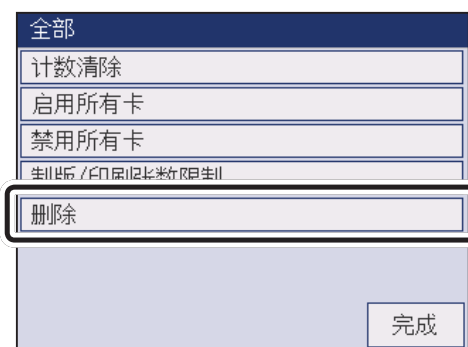 全部
计数清除
启用所有卡
禁用所有卡
制版/印刷张数限制
删除
完成